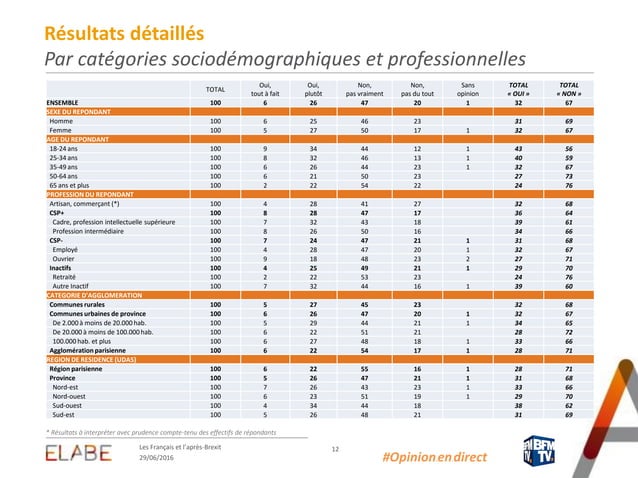 Résultats détaillés
Par catégories sociodémographiques et professionnelles
TOTAL Oui, tout à fait Oui, plutôt Non, pas vraiment Non, pas du tout Sans opinion TOTAL « OUI » TOTAL « NON »
ENSEMBLE 100 6 26 47 20 1 32 67
SEXE DU REPONDANT
Homme 100 6 25 46 23 31 69
Femme 100 5 27 50 17 1 32 67
AGE DU REPONDANT
18-24 ans 100 9 34 44 12 1 43 56
25-34 ans 100 8 32 46 13 1 40 59
35-49 ans 100 6 26 44 23 1 32 67
50-64 ans 100 6 21 50 23 27 73
65 ans et plus 100 2 22 54 22 24 76
PROFESSION DU REPONDANT
Artisan, commerçant (*) 100 4 28 41 27 32 68
CSP+ 100 8 28 47 17 36 64
Cadre, profession intellectuelle supérieure 100 7 32 43 18 39 61
Profession intermédiaire 100 8 26 50 16 34 66
CSP- 100 7 24 47 21 1 31 68
Employé 100 4 28 47 20 1 32 67
Ouvrier 100 9 18 48 23 2 27 71
Inactifs 100 4 25 49 21 1 29 70
Retraité 100 2 22 53 23 24 76
Autre Inactif 100 7 32 44 16 1 39 60
CATEGORIE D'AGGLOMERATION
Communes rurales 100 5 27 45 23 32 68
Communes urbaines de province 100 6 26 47 20 1 32 67
De 2.000 à moins de 20.000 hab. 100 5 29 44 21 1 34 65
De 20.000 à moins de 100.000 hab. 100 6 22 51 21 28 72
100.000 hab. et plus 100 6 27 48 18 1 33 66
Agglomération parisienne 100 6 22 54 17 1 28 71
REGION DE RESIDENCE (UDA5)
Région parisienne 100 6 22 55 16 1 28 71
Province 100 5 26 47 21 1 31 68
Nord-est 100 7 26 43 23 1 33 66
Nord-ouest 100 6 23 51 19 1 29 70
Sud-ouest 100 4 34 44 18 38 62
Sud-est 100 5 26 48 21 31 69
* Résultats à interpréter avec prudence compte-tenu des effectifs de répondants
ELABE
Les Français et l'après-Brexit
29/06/2016
12
#Opinion en direct
BFM TV.